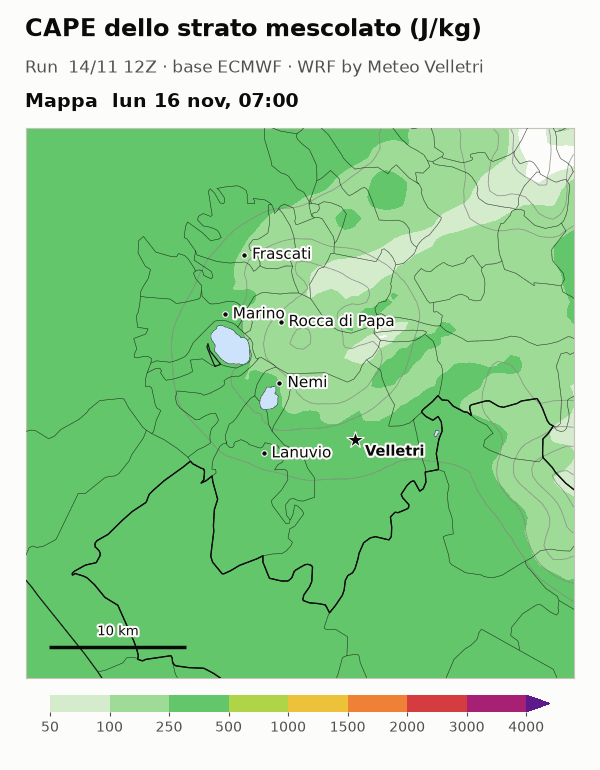 CAPE dello strato mescolato (J/kg)
Run  14/11 12Z · base ECMWF · WRF by Meteo Velletri
Mappa  lun 16 nov, 07:00
Frascati
Marino
Rocca di Papa
Nemi
Velletri
Lanuvio
10 km
50 100 250 500 1000 1500 2000 3000 4000